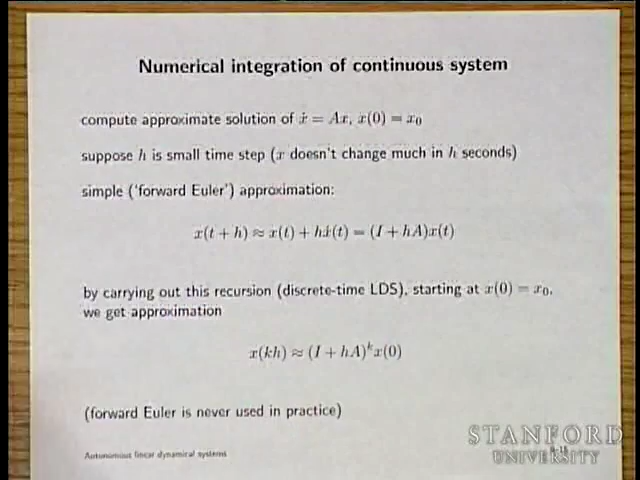 Numerical integration of continuous system
compute approximate solution of ẋ = Ax, x(0) = x₀
suppose h is small time step (x doesn't change much in h seconds)
simple ('forward Euler') approximation:
x(t + h) ≈ x(t) + hẋ(t) = (I + hA)x(t)
by carrying out this recursion (discrete-time LDS), starting at x(0) = x₀,
we get approximation
x(kh) ≈ (I + hA)ᵏx(0)
(forward Euler is never used in practice)
Autonomous linear dynamical systems
STANFORD
UNIVERSITY